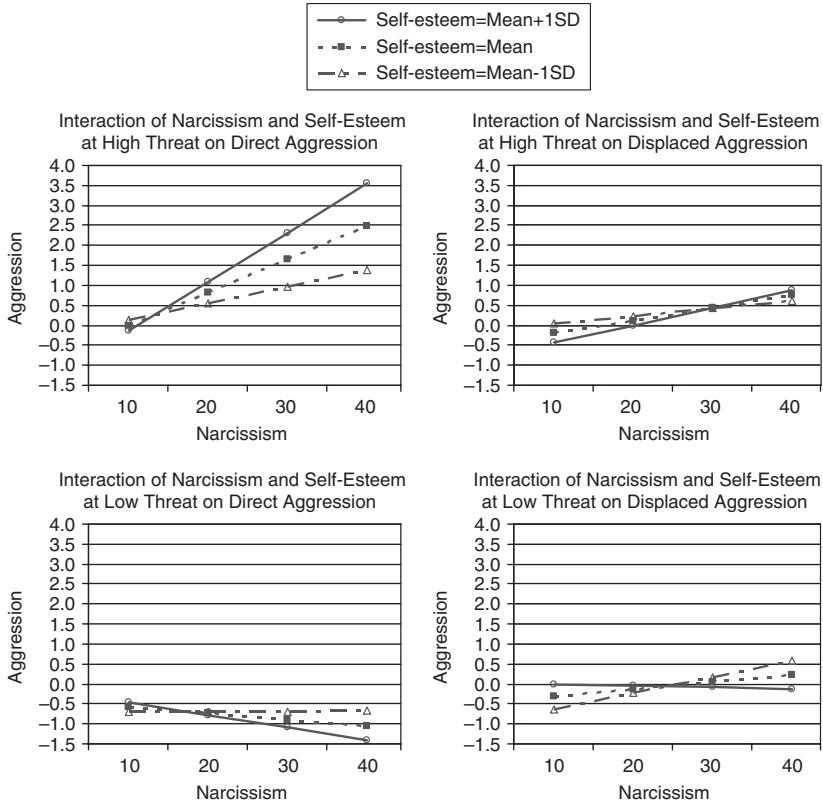 Self-esteem=Mean+1SD
Self-esteem=Mean
Self-esteem=Mean-1SD
Interaction of Narcissism and Self-Esteem
at High Threat on Direct Aggression
4.0
3.5
3.0
2.5
2.0
1.5
1.0
0.5
0.0
−0.5
−1.0
−1.5
Aggression
10 20 30 40
Narcissism
Interaction of Narcissism and Self-Esteem
at High Threat on Displaced Aggression
4.0
3.5
3.0
2.5
2.0
1.5
1.0
0.5
0.0
−0.5
−1.0
−1.5
Aggression
10 20 30 40
Narcissism
Interaction of Narcissism and Self-Esteem
at Low Threat on Direct Aggression
4.0
3.5
3.0
2.5
2.0
1.5
1.0
0.5
0.0
−0.5
−1.0
−1.5
Aggression
10 20 30 40
Narcissism
Interaction of Narcissism and Self-Esteem
at Low Threat on Displaced Aggression
4.0
3.5
3.0
2.5
2.0
1.5
1.0
0.5
0.0
−0.5
−1.0
−1.5
Aggression
10 20 30 40
Narcissism